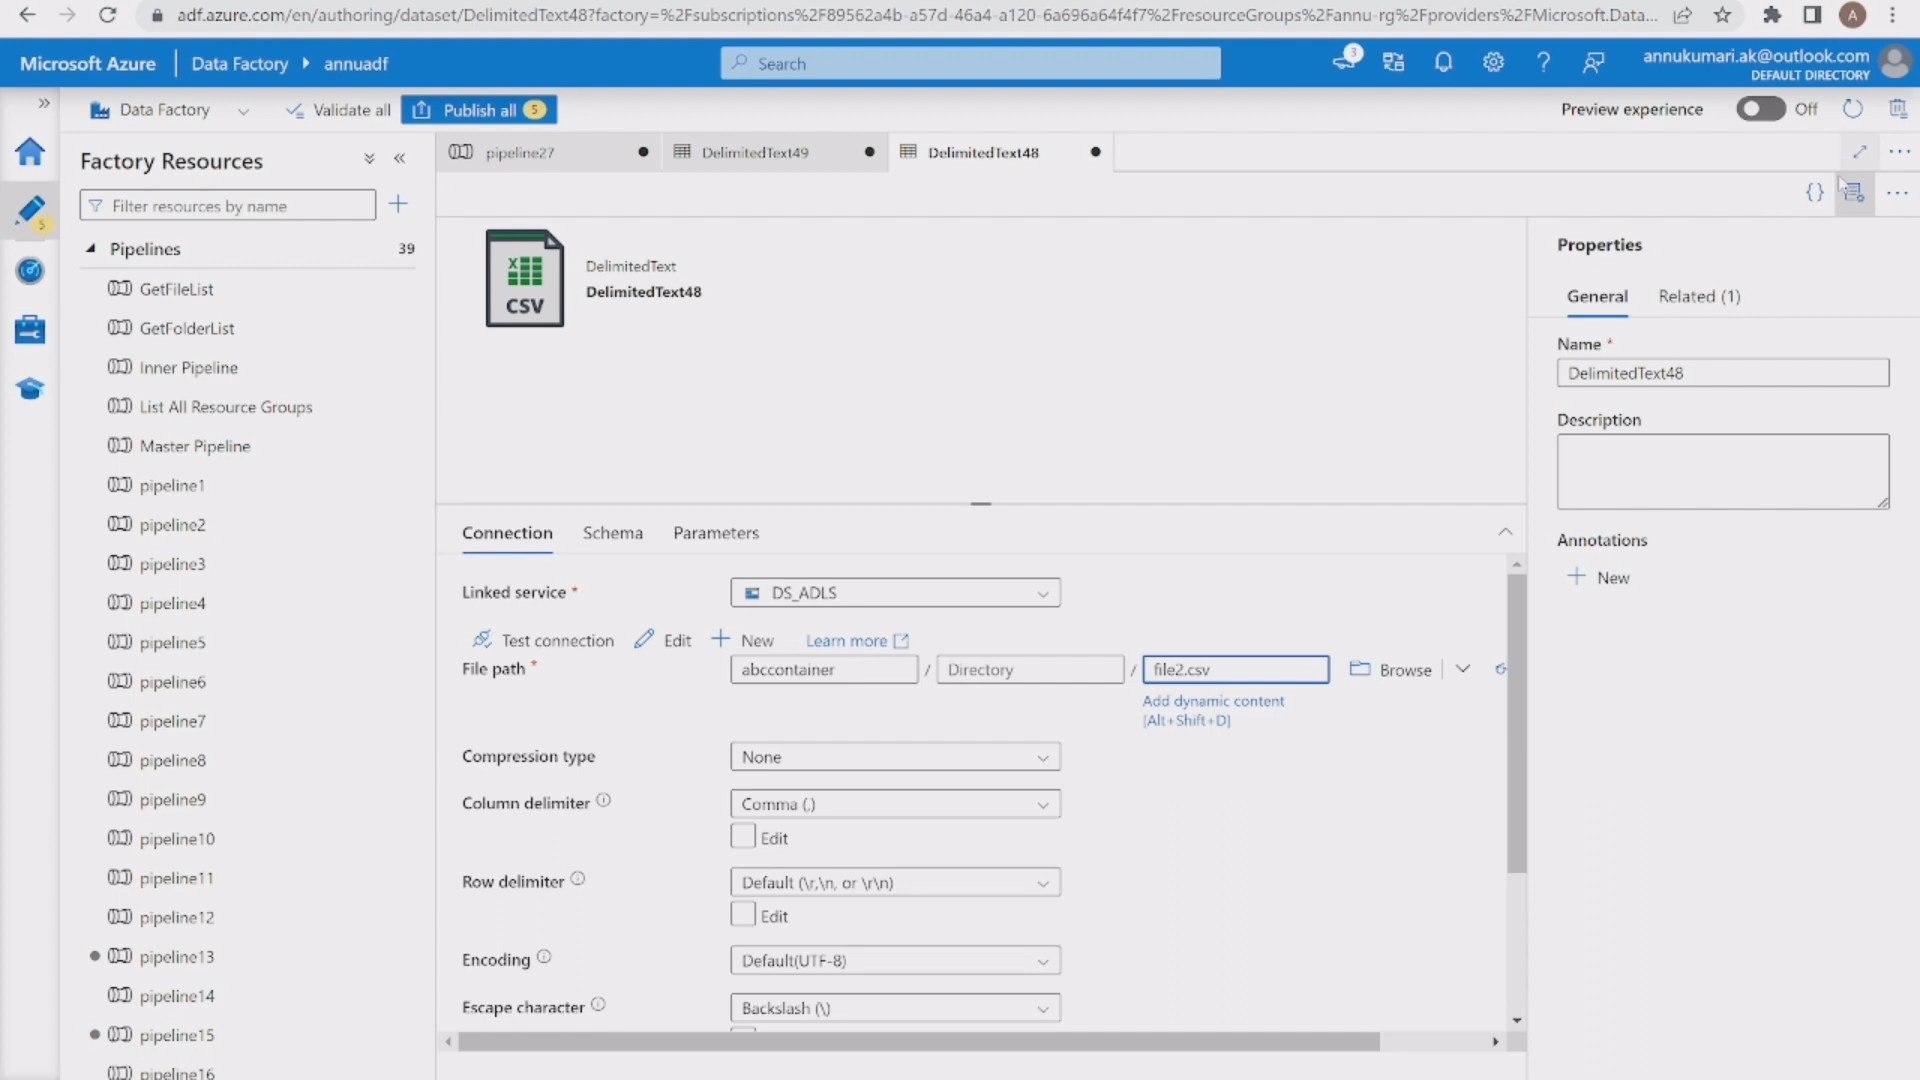 adf.azure.com/en/authoring/dataset/DelimitedText48?factory=%2Fsubscriptions%2F89562a4b-a57d-46a4-a120-6a696a64f4f7%2FresourceGroups%2Fannu-rg%2Fproviders%2FMicrosoft.Data...
A
Microsoft Azure
Data Factory
annuadf
Search
3
annukumari.ak@outlook.com
DEFAULT DIRECTORY
Data Factory
Validate all
Publish all 5
Preview experience
Off
Factory Resources
Filter resources by name
5
Pipelines 39
GetFileList
GetFolderList
Inner Pipeline
List All Resource Groups
Master Pipeline
pipeline1
pipeline2
pipeline3
pipeline4
pipeline5
pipeline6
pipeline7
pipeline8
pipeline9
pipeline10
pipeline11
pipeline12
pipeline13
pipeline14
pipeline15
pipeline16
pipeline27
DelimitedText49
DelimitedText48
CSV
DelimitedText
DelimitedText48
Connection
Schema
Parameters
Linked service *
DS_ADLS
Test connection
Edit
New
Learn more
File path *
abccontainer / Directory / file2.csv
Browse
Add dynamic content
[Alt+Shift+D]
Compression type
None
Column delimiter
Comma (,)
Edit
Row delimiter
Default (\r,\n, or \r\n)
Edit
Encoding
Default(UTF-8)
Escape character
Backslash (\)
Properties
General
Related (1)
Name *
DelimitedText48
Description
Annotations
New